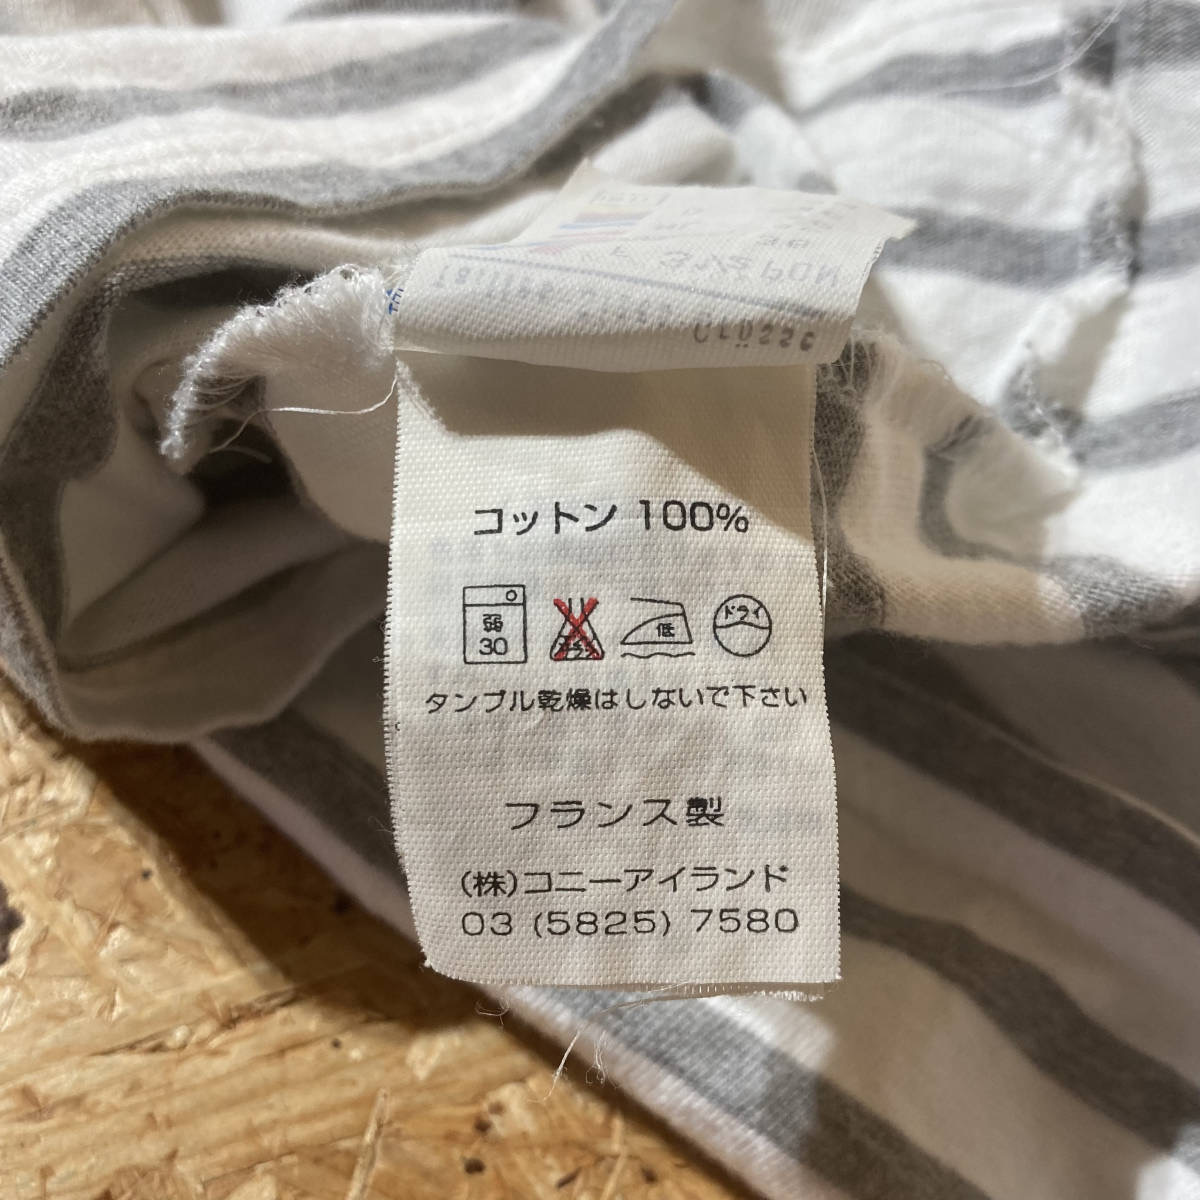 コットン 100%
弱
30
低
ドライ
タンブル乾燥はしないで下さい
フランス製
(株)コニーアイランド
03 (5825) 7580